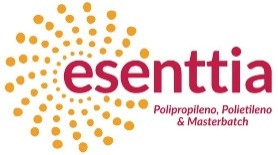 esenttia
Polipropileno, Polietileno
& Masterbatch